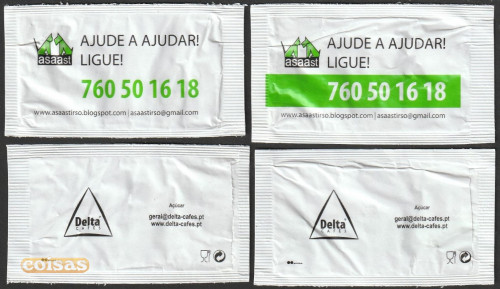 asaast
AJUDE A AJUDAR!
LIGUE!
760 50 16 18
www.asaastirso.blogspot.com | asaastirso@gmail.com
asaast
AJUDE A AJUDAR!
LIGUE!
760 50 16 18
www.asaastirso.blogspot.com | asaastirso@gmail.com
Delta
CAFÉS
Açúcar
geral@delta-cafes.pt
www.delta-cafes.pt
coisas
Delta
CAFÉS
Açúcar
geral@delta-cafes.pt
www.delta-cafes.pt